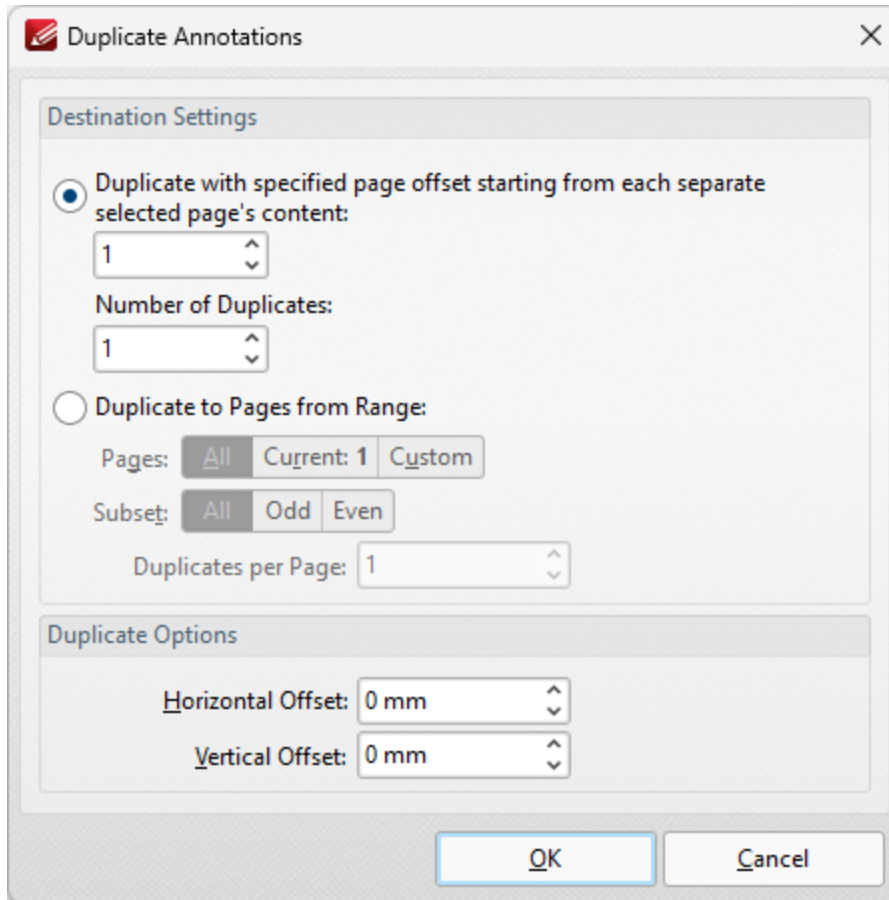 Duplicate Annotations
Destination Settings
Duplicate with specified page offset starting from each separate
selected page's content:
1
Number of Duplicates:
1
Duplicate to Pages from Range:
Pages: All Current: 1 Custom
Subset: All Odd Even
Duplicates per Page: 1
Duplicate Options
Horizontal Offset: 0 mm
Vertical Offset: 0 mm
OK Cancel